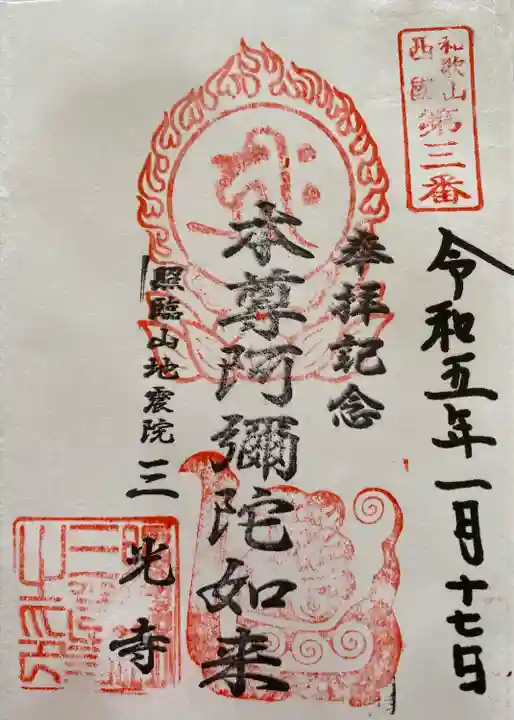 和歌山
西国
第三番
令和五年一月十七日
奉拝記念
本尊阿彌陀如来
照臨山地震院
三光寺